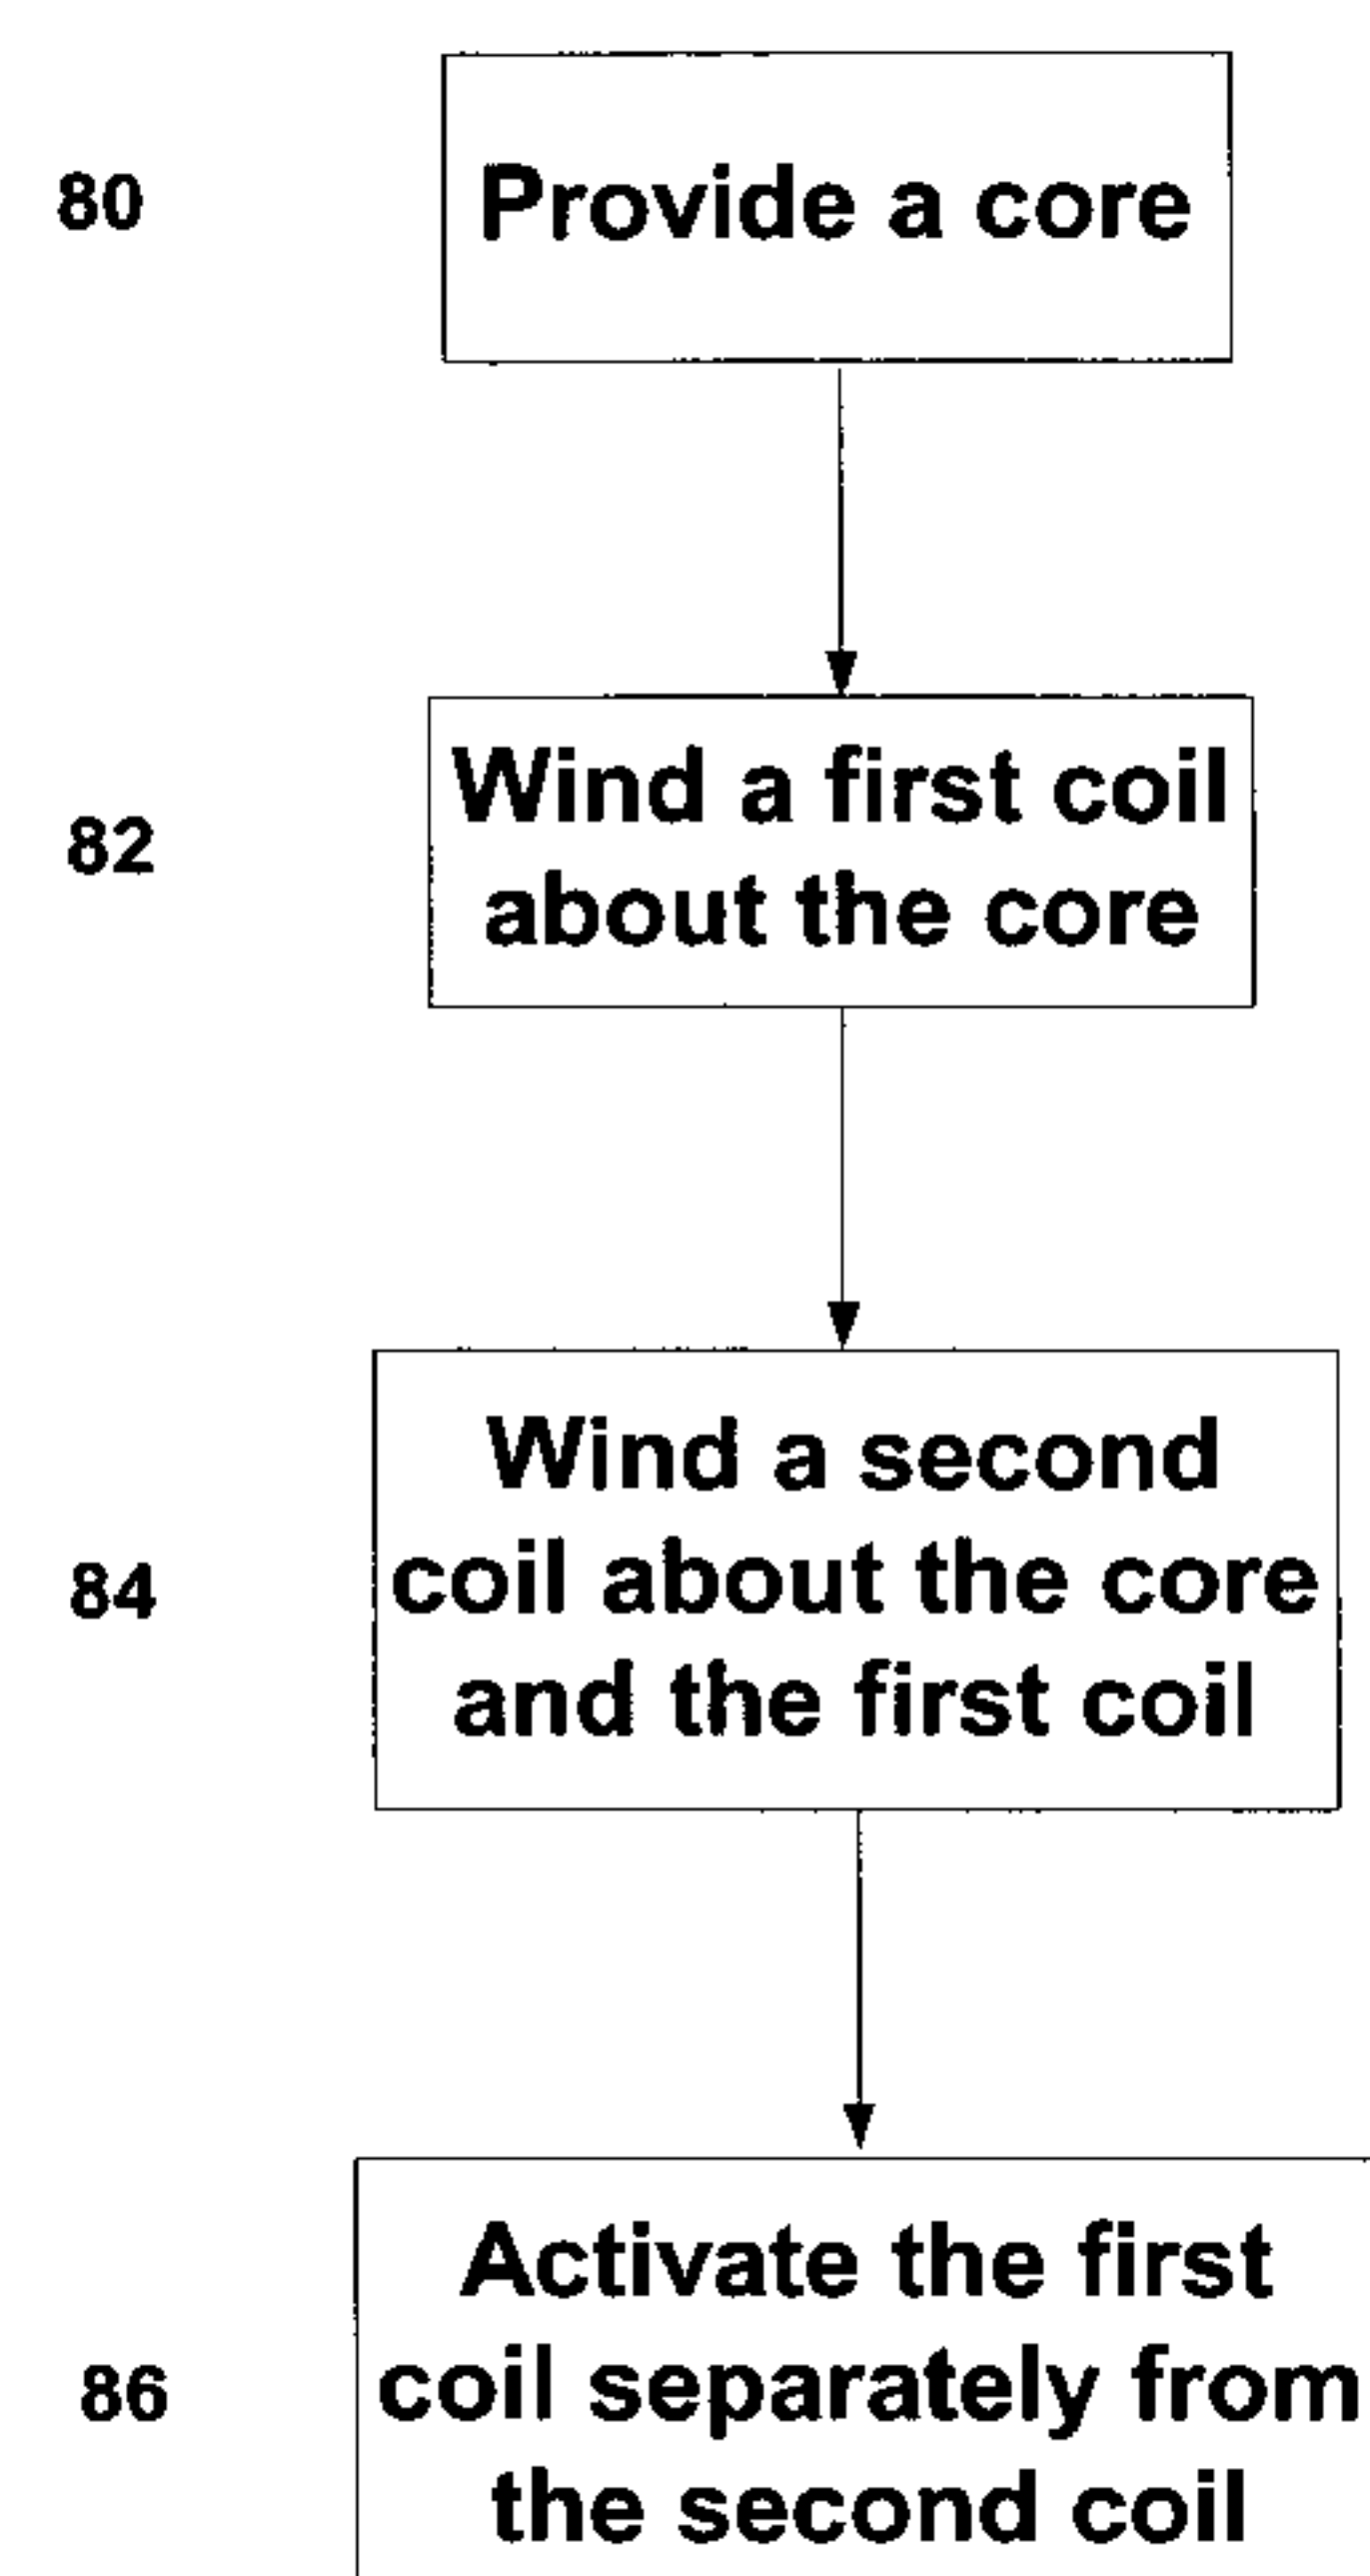 80
Provide a core
82
Wind a first coil
about the core
84
Wind a second
coil about the core
and the first coil
86
Activate the first
coil separately from
the second coil